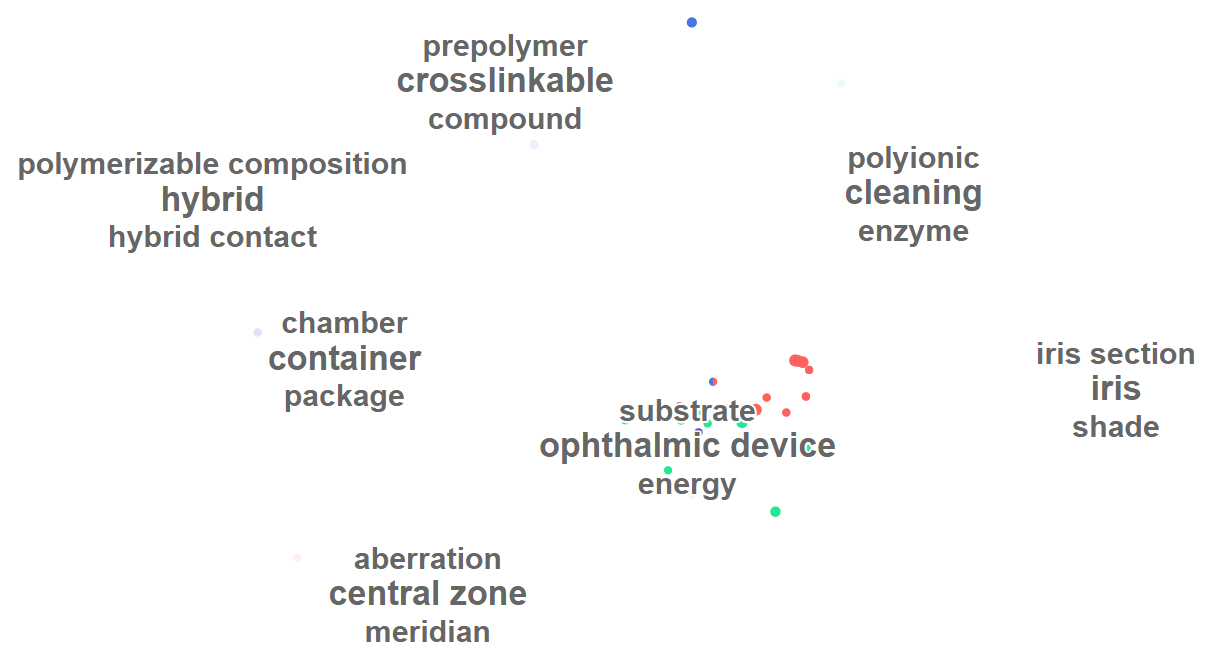 prepolymer
crosslinkable
compound
polymerizable composition
hybrid
hybrid contact
polyionic
cleaning
enzyme
chamber
container
package
iris section
iris
shade
substrate
ophthalmic device
energy
aberration
central zone
meridian